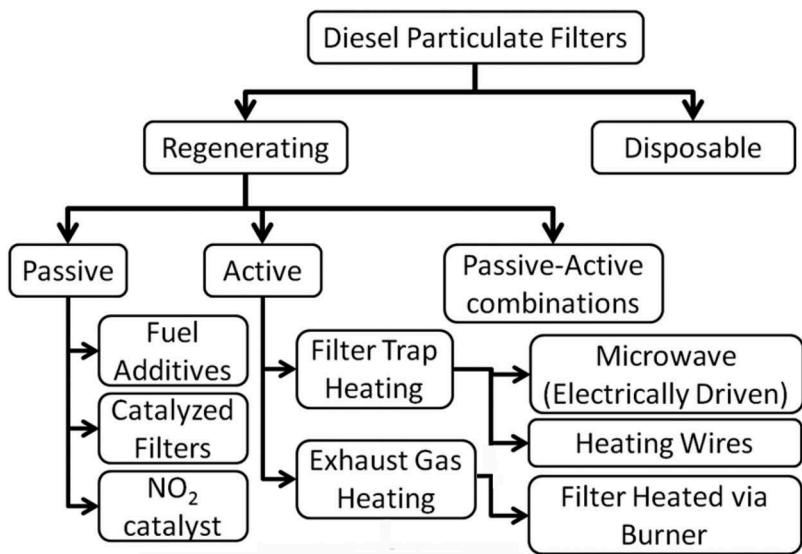 Diesel Particulate Filters
Regenerating
Disposable
Passive
Active
Passive-Active
combinations
Fuel
Additives
Catalyzed
Filters
NO₂
catalyst
Filter Trap
Heating
Exhaust Gas
Heating
Microwave
(Electrically Driven)
Heating Wires
Filter Heated via
Burner